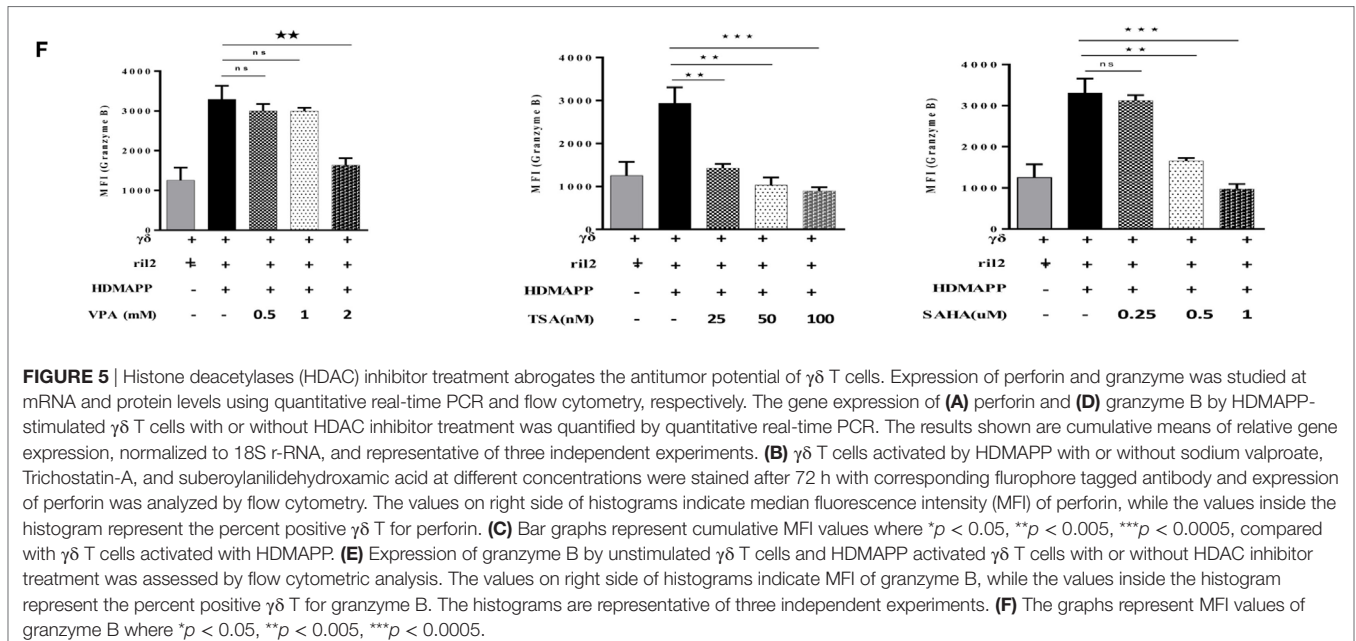 F
★★
ns
ns
4000
3000
2000
1000
0
MFI (Granzyme B)
γδ + + + + +
ril2 + + + + +
HDMAPP - + + + +
VPA (mM) - - 0.5 1 2
★★★
★★
★★
4000
3000
2000
1000
0
MFI (Granzyme B)
γδ + + + + +
ril2 + + + + +
HDMAPP - + + + +
TSA(nM) - - 25 50 100
★★★
★★
ns
4000
3000
2000
1000
0
MFI (Granzyme B)
γδ + + + + +
ril2 + + + + +
HDMAPP - + + + +
SAHA(uM) - - 0.25 0.5 1
FIGURE 5 | Histone deacetylases (HDAC) inhibitor treatment abrogates the antitumor potential of γδ T cells. Expression of perforin and granzyme was studied at
mRNA and protein levels using quantitative real-time PCR and flow cytometry, respectively. The gene expression of (A) perforin and (D) granzyme B by HDMAPP-
stimulated γδ T cells with or without HDAC inhibitor treatment was quantified by quantitative real-time PCR. The results shown are cumulative means of relative gene
expression, normalized to 18S r-RNA, and representative of three independent experiments. (B) γδ T cells activated by HDMAPP with or without sodium valproate,
Trichostatin-A, and suberoylanilidehydroxamic acid at different concentrations were stained after 72 h with corresponding flurophore tagged antibody and expression
of perforin was analyzed by flow cytometry. The values on right side of histograms indicate median fluorescence intensity (MFI) of perforin, while the values inside the
histogram represent the percent positive γδ T for perforin. (C) Bar graphs represent cumulative MFI values where *p < 0.05, **p < 0.005, ***p < 0.0005, compared
with γδ T cells activated with HDMAPP. (E) Expression of granzyme B by unstimulated γδ T cells and HDMAPP activated γδ T cells with or without HDAC inhibitor
treatment was assessed by flow cytometric analysis. The values on right side of histograms indicate MFI of granzyme B, while the values inside the histogram
represent the percent positive γδ T for granzyme B. The histograms are representative of three independent experiments. (F) The graphs represent MFI values of
granzyme B where *p < 0.05, **p < 0.005, ***p < 0.0005.